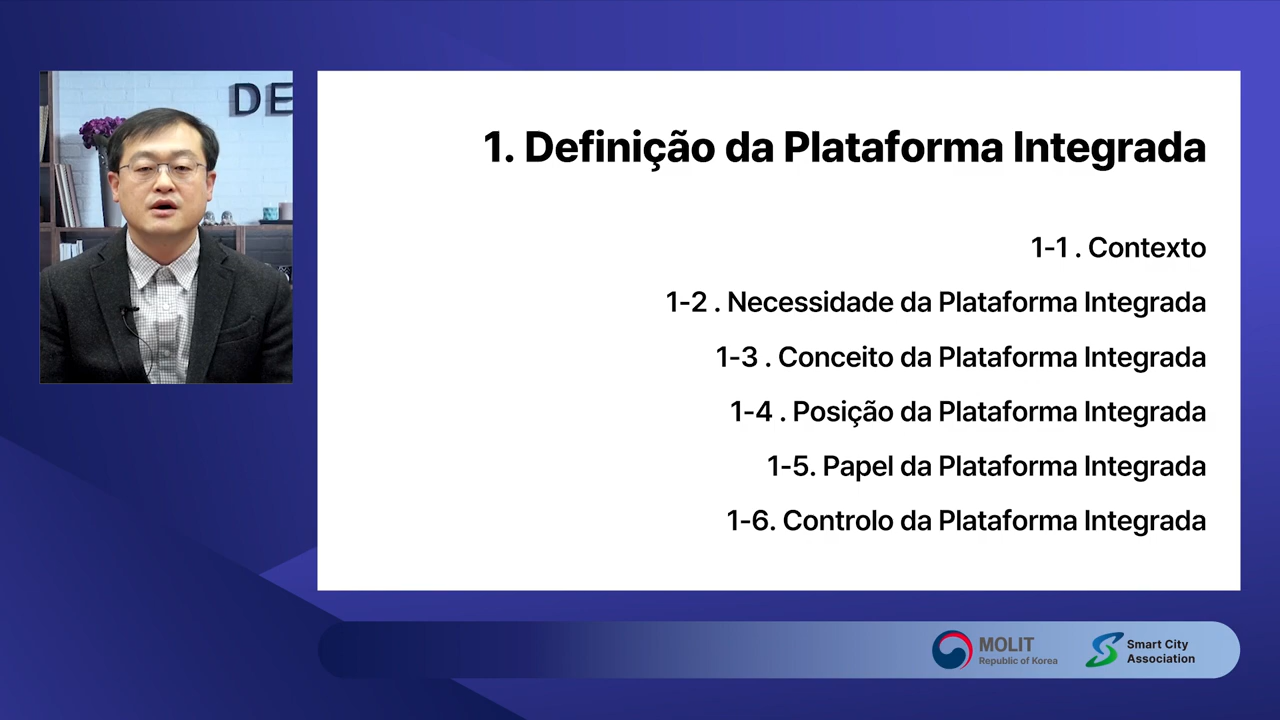 DE
1. Definição da Plataforma Integrada
1-1 . Contexto
1-2 . Necessidade da Plataforma Integrada
1-3 . Conceito da Plataforma Integrada
1-4 . Posição da Plataforma Integrada
1-5. Papel da Plataforma Integrada
1-6. Controlo da Plataforma Integrada
MOLIT
Republic of Korea
Smart City
Association